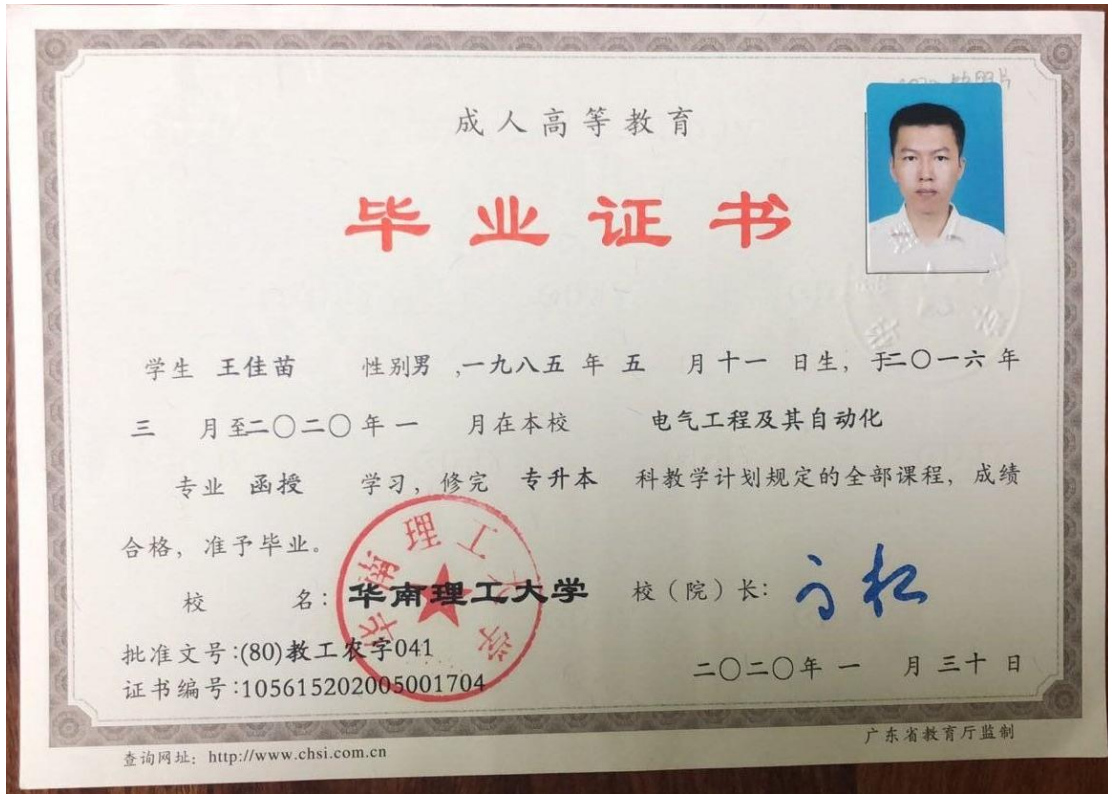 成人高等教育
毕业证书
学生 王佳苗 性别男,一九八五年五月十一日生，于二〇一六年
三月至二〇二〇年一月在本校 电气工程及其自动化
专业 函授 学习，修完 专升本 科教学计划规定的全部课程，成绩
合格，准予毕业。
华南理工大学
校名：华南理工大学 校（院）长：
批准文号:(80)教工农字041
二〇二〇年一月三十日
证书编号:105615202005001704
广东省教育厅监制
查询网址：http://www.chsi.com.cn